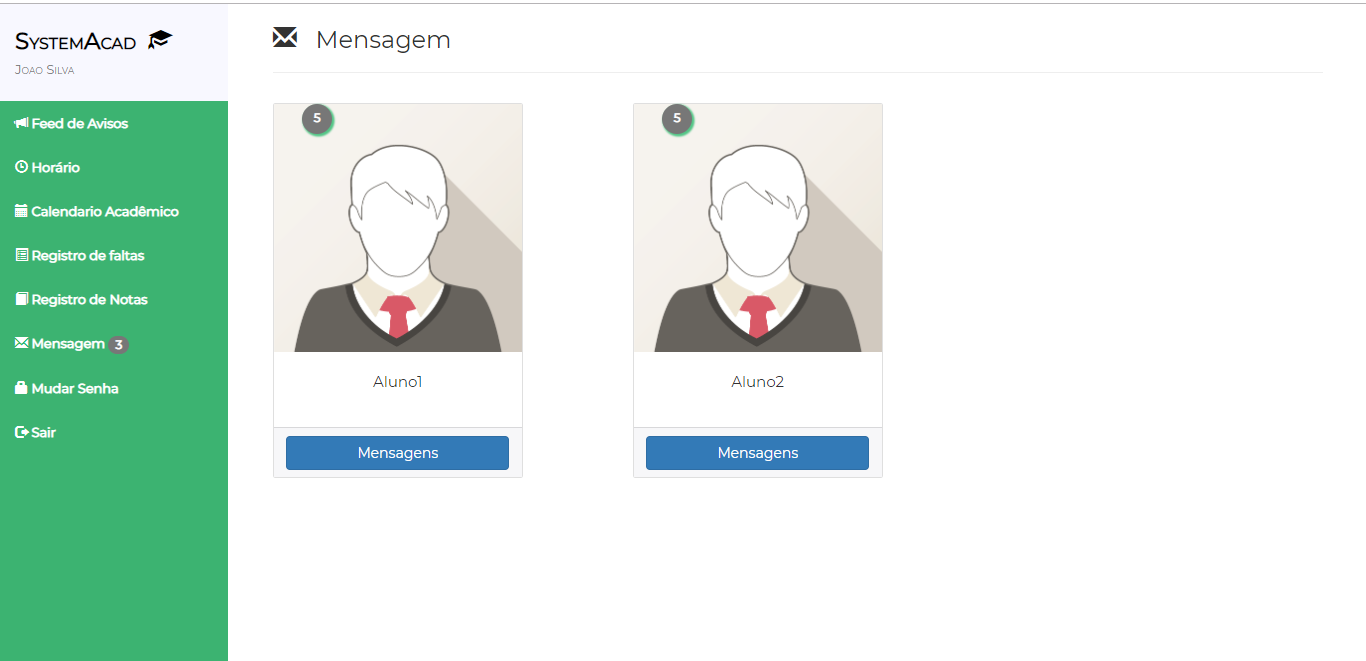 SystemAcad
Joao Silva
Feed de Avisos
Horário
Calendario Acadêmico
Registro de faltas
Registro de Notas
Mensagem 3
Mudar Senha
Sair
Mensagem
5
Aluno1
Mensagens
5
Aluno2
Mensagens